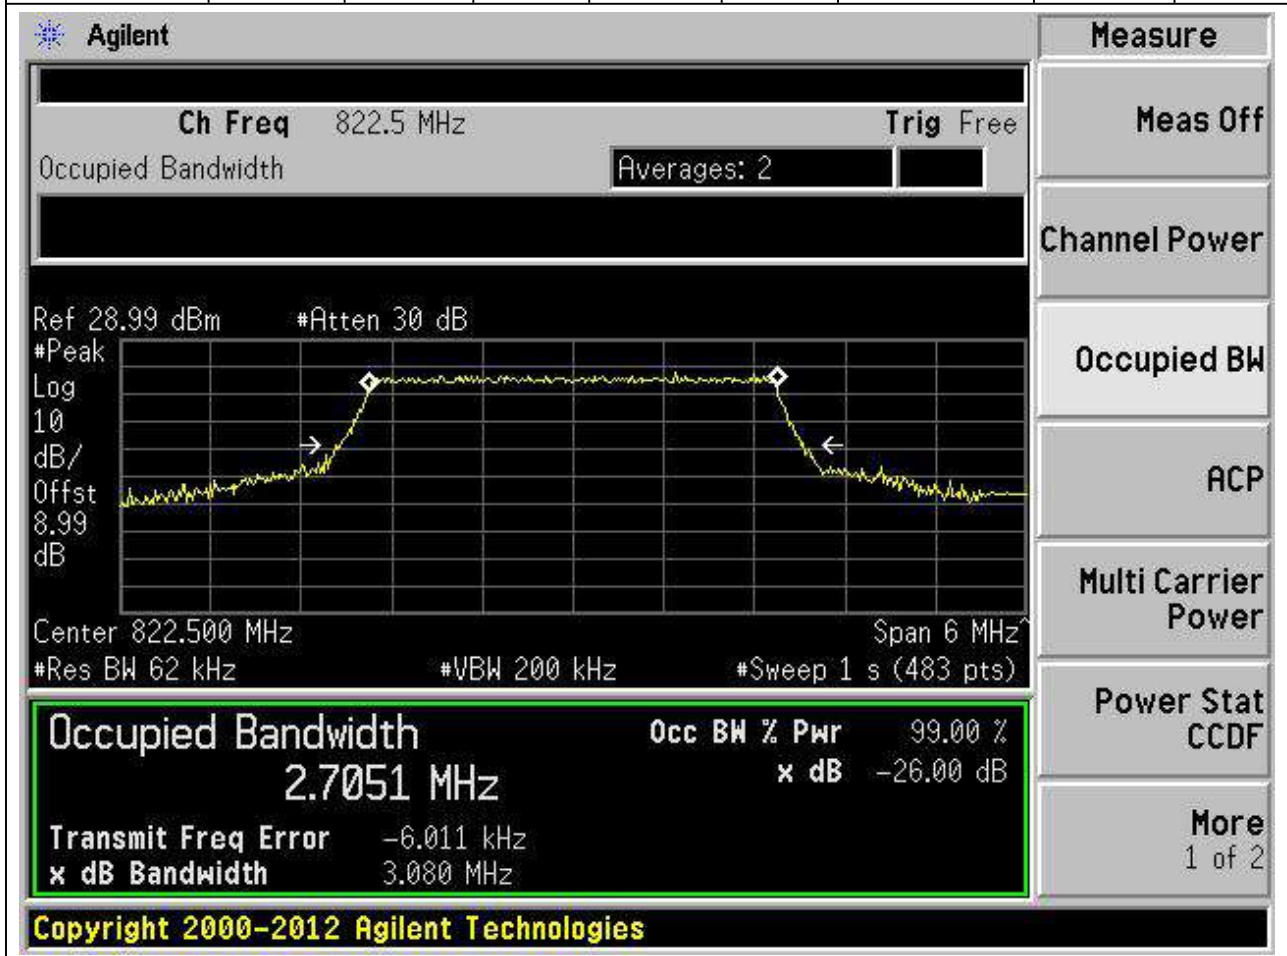 Agilent
Measure
Ch Freq 822.5 MHz Trig Free
Occupied Bandwidth Averages: 2
Meas Off
Channel Power
Occupied BW
ACP
Multi Carrier
Power
Power Stat
CCDF
More
1 of 2
Ref 28.99 dBm #Atten 30 dB
#Peak
Log
10
dB/
Offst
8.99
dB
Center 822.500 MHz Span 6 MHz^
#Res BW 62 kHz #VBW 200 kHz #Sweep 1 s (483 pts)
Occupied Bandwidth Occ BW % Pwr 99.00 %
2.7051 MHz x dB -26.00 dB
Transmit Freq Error -6.011 kHz
x dB Bandwidth 3.080 MHz
Copyright 2000-2012 Agilent Technologies